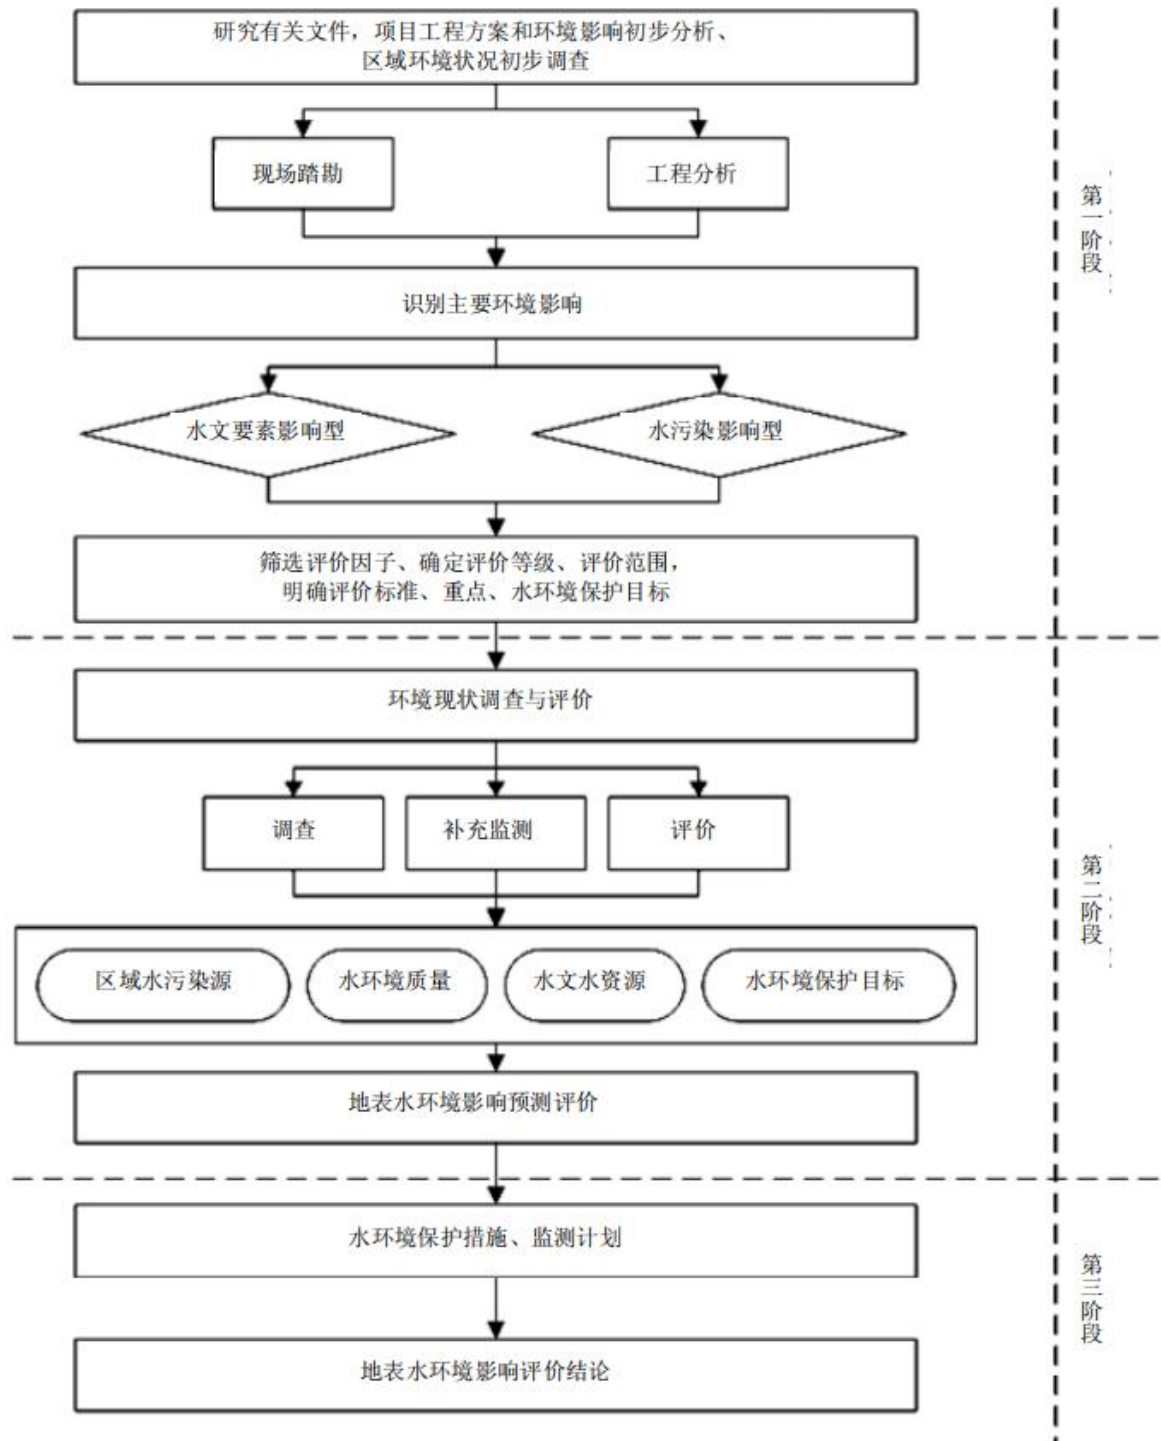 研究有关文件，项目工程方案和环境影响初步分析、
区域环境状况初步调查
现场踏勘
工程分析
识别主要环境影响
水文要素影响型
水污染影响型
筛选评价因子、确定评价等级、评价范围，
明确评价标准、重点、水环境保护目标
第一阶段
环境现状调查与评价
调查
补充监测
评价
区域水污染源
水环境质量
水文水资源
水环境保护目标
地表水环境影响预测评价
第二阶段
水环境保护措施、监测计划
地表水环境影响评价结论
第三阶段